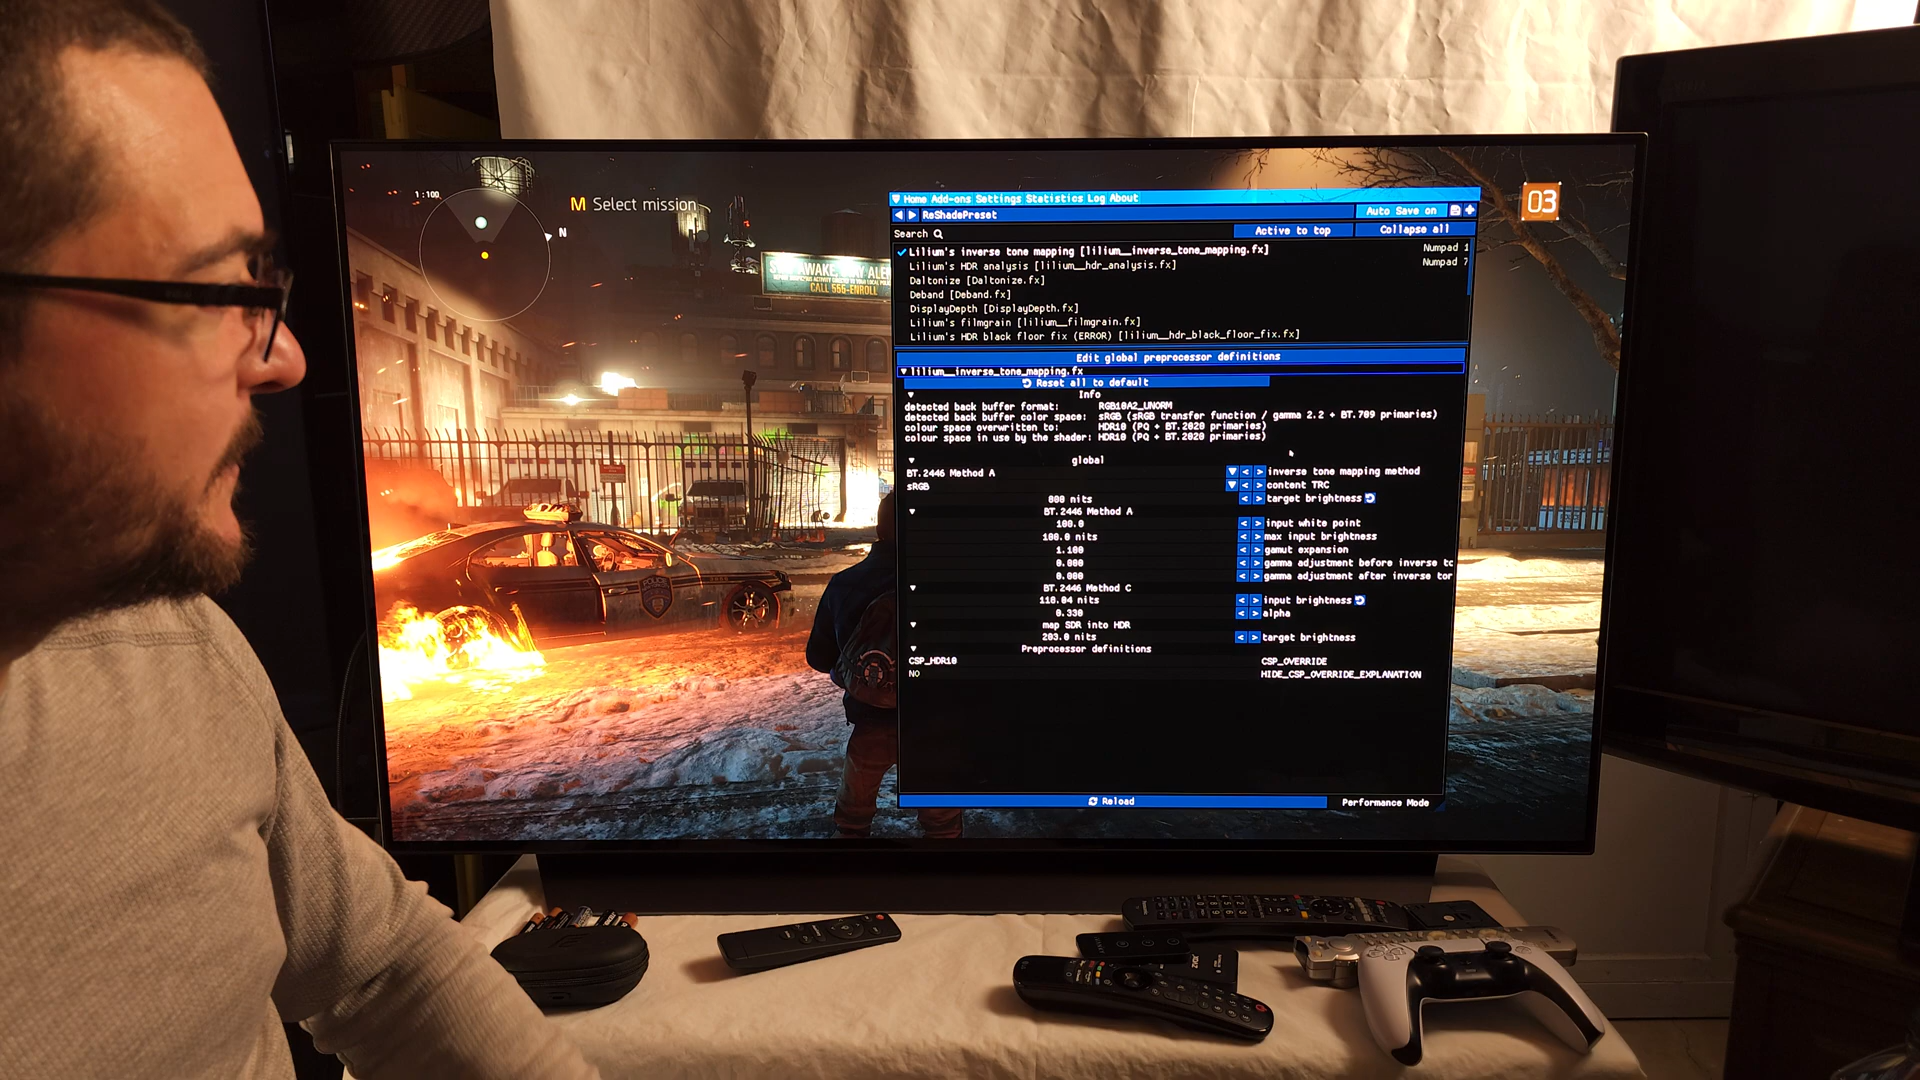 1:100
M Select mission
N
03
AWAKE, ALE
CALL 555-ENROLL
POLICE
Home Add-ons Settings Statistics Log About
ReShadePreset
Auto Save on
Search
Active to top
Collapse all
Lilium's inverse tone mapping [lilium__inverse_tone_mapping.fx]
Numpad 1
Lilium's HDR analysis [lilium__hdr_analysis.fx]
Numpad 7
Daltonize [Daltonize.fx]
Deband [Deband.fx]
DisplayDepth [DisplayDepth.fx]
Lilium's filmgrain [lilium__filmgrain.fx]
Lilium's HDR black floor fix (ERROR) [lilium__hdr_black_floor_fix.fx]
Edit global preprocessor definitions
lilium__inverse_tone_mapping.fx
Reset all to default
Info
detected back buffer format: RGB10A2_UNORM
detected back buffer color space: sRGB (sRGB transfer function / gamma 2.2 + BT.709 primaries)
colour space overwritten to: HDR10 (PQ + BT.2020 primaries)
colour space in use by the shader: HDR10 (PQ + BT.2020 primaries)
global
BT.2446 Method A
< > inverse tone mapping method
sRGB
< > content TRC
800 nits
< > target brightness
BT.2446 Method A
100.0
< > input white point
100.0 nits
< > max input brightness
1.100
< > gamut expansion
0.000
< > gamma adjustment before inverse to
0.000
< > gamma adjustment after inverse ton
BT.2446 Method C
110.04 nits
< > input brightness
0.330
< > alpha
map SDR into HDR
203.0 nits
< > target brightness
Preprocessor definitions
CSP_HDR10
CSP_OVERRIDE
NO
HIDE_CSP_OVERRIDE_EXPLANATION
Reload
Performance Mode